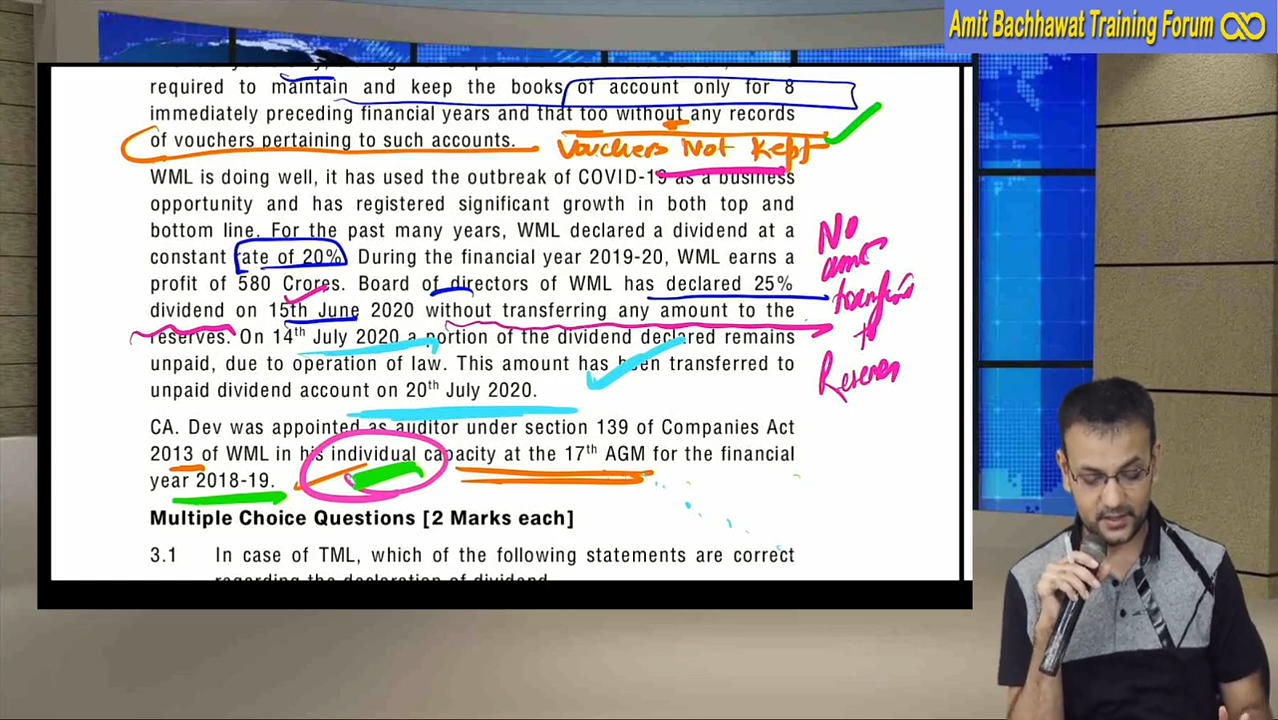 Amit Bachhawat Training Forum
required to maintain and keep the books of account only for 8
immediately preceding financial years and that too without any records
of vouchers pertaining to such accounts.
Vouchers Not Kept
WML is doing well, it has used the outbreak of COVID-19 as a business
opportunity and has registered significant growth in both top and
bottom line. For the past many years, WML declared a dividend at a
constant rate of 20%. During the financial year 2019-20, WML earns a
profit of 580 Crores. Board of directors of WML has declared 25%
dividend on 15th June 2020 without transferring any amount to the
reserves. On 14th July 2020 a portion of the dividend declared remains
unpaid, due to operation of law. This amount has been transferred to
unpaid dividend account on 20th July 2020.
No
amt
to
CA. Dev was appointed as auditor under section 139 of Companies Act
2013 of WML in his individual capacity at the 17th AGM for the financial
year 2018-19.
Multiple Choice Questions [2 Marks each]
3.1 In case of TML, which of the following statements are correct
regarding the declaration of dividend